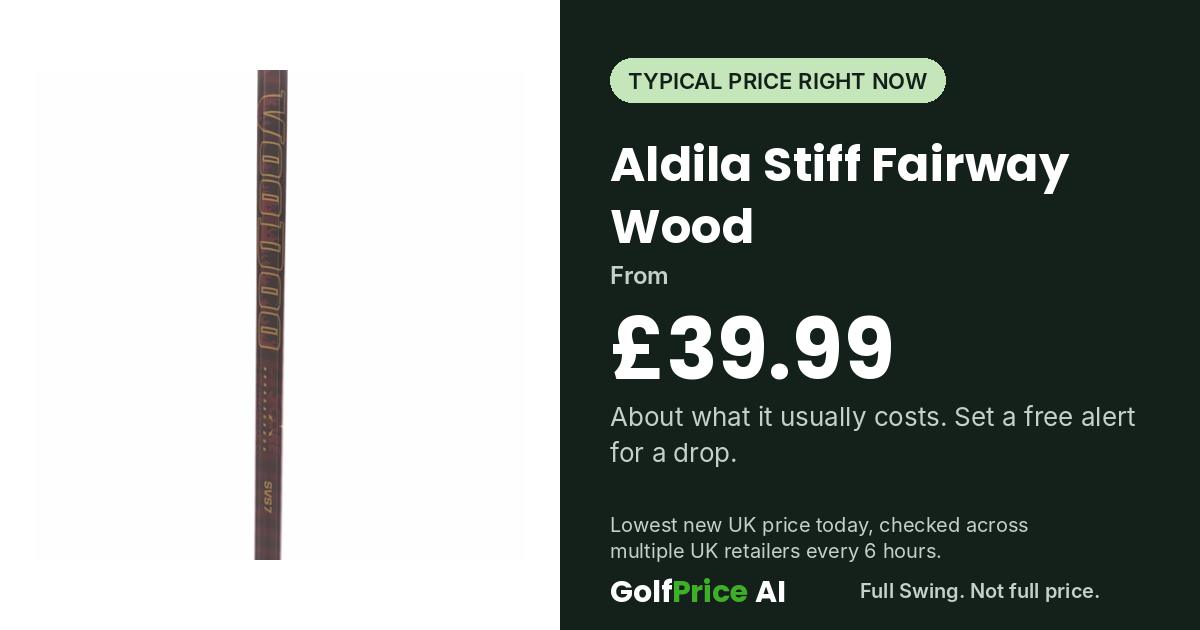 TYPICAL PRICE RIGHT NOW
Aldila Stiff Fairway
Wood
From
£39.99
About what it usually costs. Set a free alert
for a drop.
Lowest new UK price today, checked across
multiple UK retailers every 6 hours.
GolfPrice AI
Full Swing. Not full price.